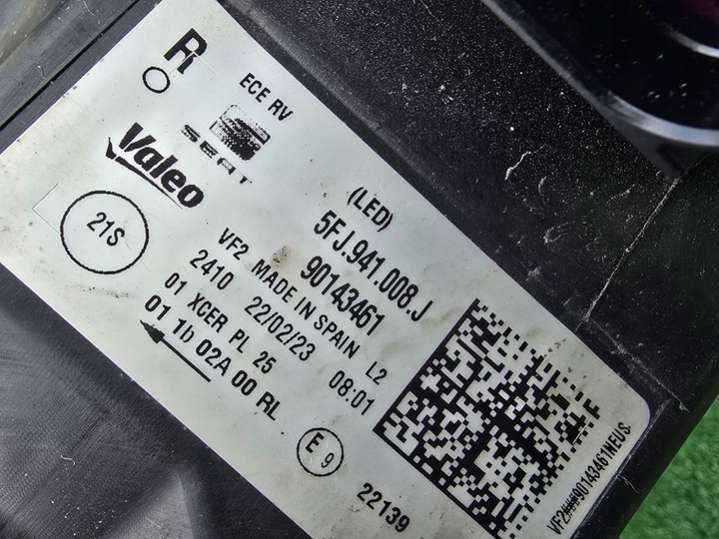 R
ECE RV
SEAT
Valeo
(LED)
5FJ.941.008.J
90143461
21S
VF2 MADE IN SPAIN L2
2410 22/02/23 08:01
01 XCER PL 25
01 1b 02A 00 RL
E 9
22139
VF2###90143461NEUS